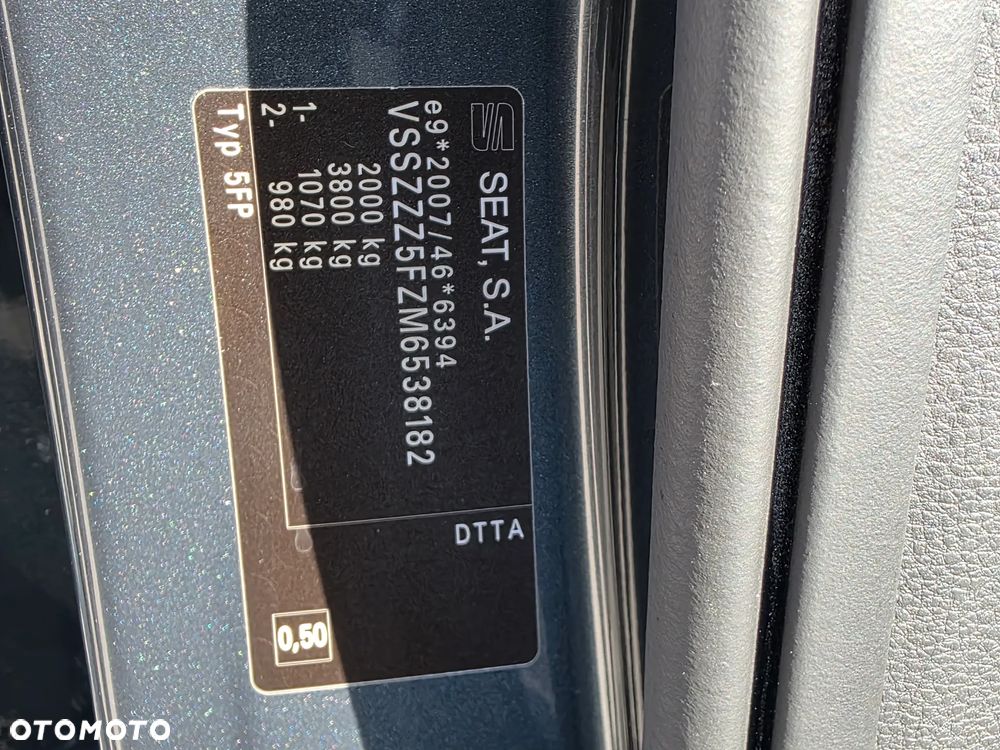 SEAT, S.A.
e9*2007/46*6394
VSSZZZ5FZM6538182
2000 kg
3800 kg
1- 1070 kg
2- 980 kg
Typ 5FP
DTTA
0,50
OTOMOTO